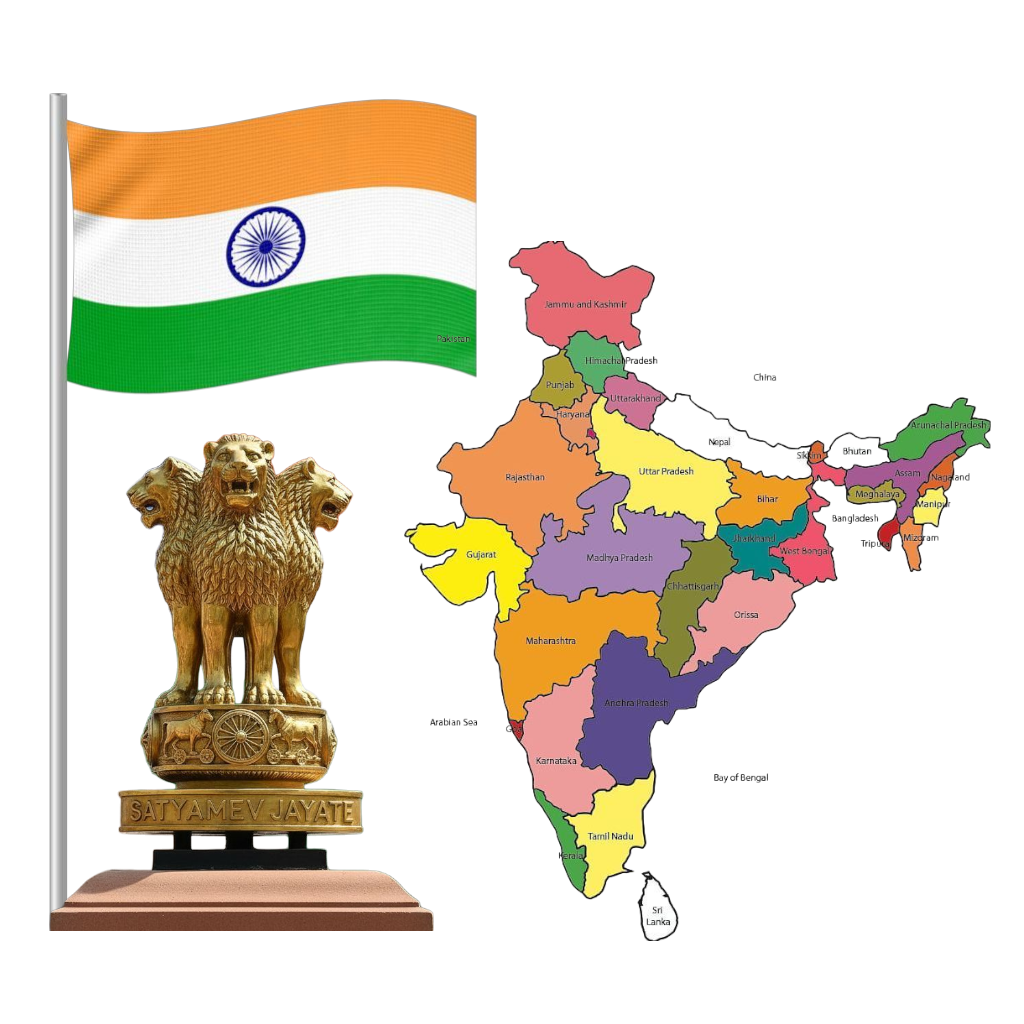 Pakistan
Jammu and Kashmir
Himachal Pradesh
China
Punjab
Uttarakhand
Haryana
Arunachal Pradesh
Nepal
Bhutan
Sikkim
Rajasthan
Uttar Pradesh
Assam
Nagaland
Bihar
Meghalaya
Manipur
Bangladesh
Jharkhand
Mizoram
Tripura
West Bengal
Gujarat
Madhya Pradesh
Chhattisgarh
Orissa
Maharashtra
Andhra Pradesh
Arabian Sea
Goa
Karnataka
Bay of Bengal
SATYAMEV JAYATE
Tamil Nadu
Kerala
Sri
Lanka